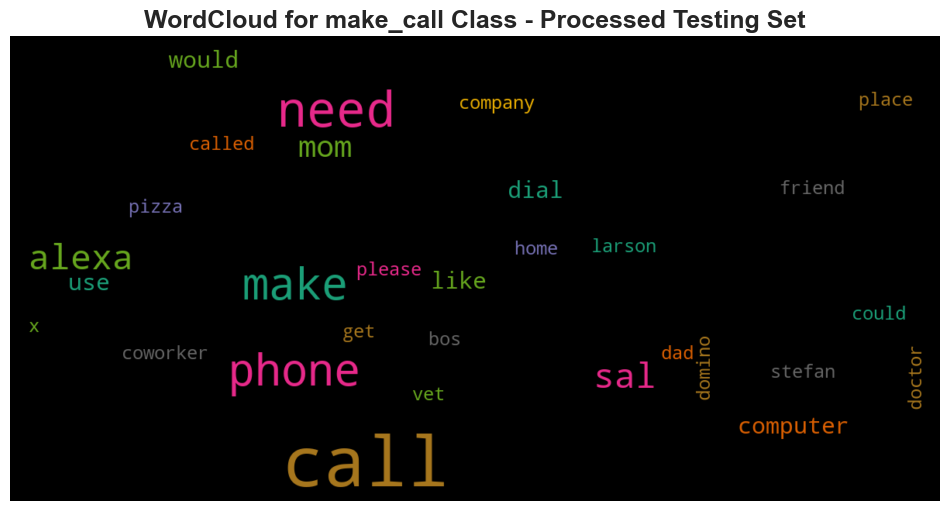 WordCloud for make_call Class - Processed Testing Set
would
need
company
place
called
mom
dial
friend
pizza
home
larson
alexa
please
like
use
make
could
x
get
bos
coworker
dad
domino
phone
sal
stefan
doctor
vet
computer
call